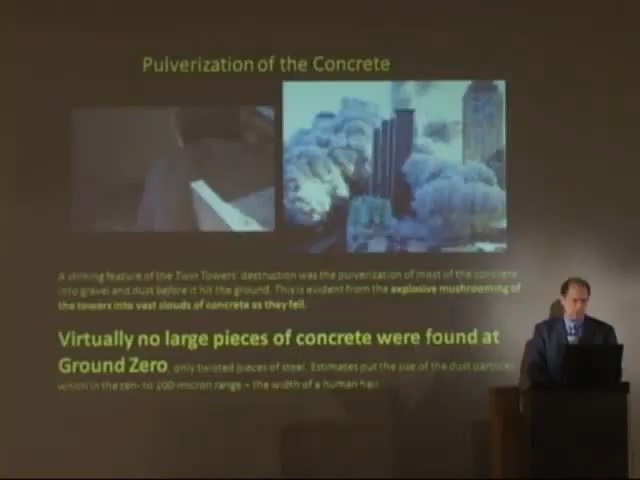 Pulverization of the Concrete
A striking feature of the Twin Towers' destruction was the pulverization of most of the concrete
into gravel and dust before it hit the ground. This is evident from the explosive mushrooming of
the towers into vast clouds of concrete as they fell.
Virtually no large pieces of concrete were found at
Ground Zero, only twisted pieces of steel. Estimates put the size of the dust particles,
which in the ten- to 100 micron range – the width of a human hair.